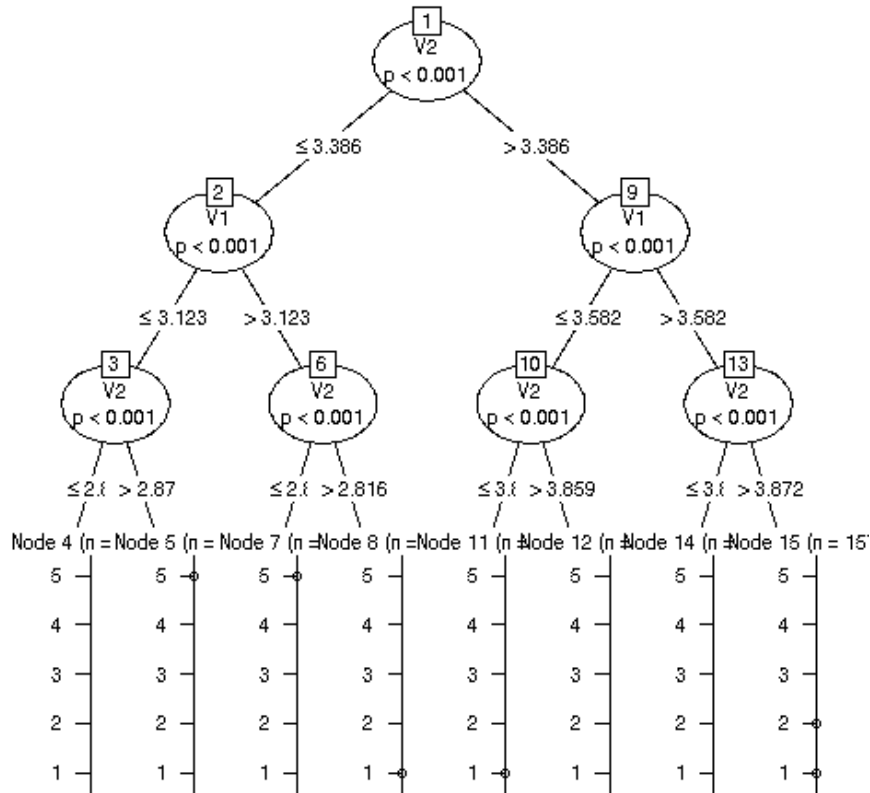 1
V2
p < 0.001
≤ 3.386 > 3.386
2 9
V1 V1
p < 0.001 p < 0.001
≤ 3.123 > 3.123 ≤ 3.582 > 3.582
3 6 10 13
V2 V2 V2 V2
p < 0.001 p < 0.001 p < 0.001 p < 0.001
≤ 2. > 2.87 ≤ 2. > 2.816 ≤ 3. > 3.859 ≤ 3. > 3.872
Node 4 (n = Node 5 (n = Node 7 (n = Node 8 (n = Node 11 (n Node 12 (n Node 14 (n = Node 15 (n = 15
5 5 5 5 5 5 5 5
4 4 4 4 4 4 4 4
3 3 3 3 3 3 3 3
2 2 2 2 2 2 2 2
1 1 1 1 1 1 1 1